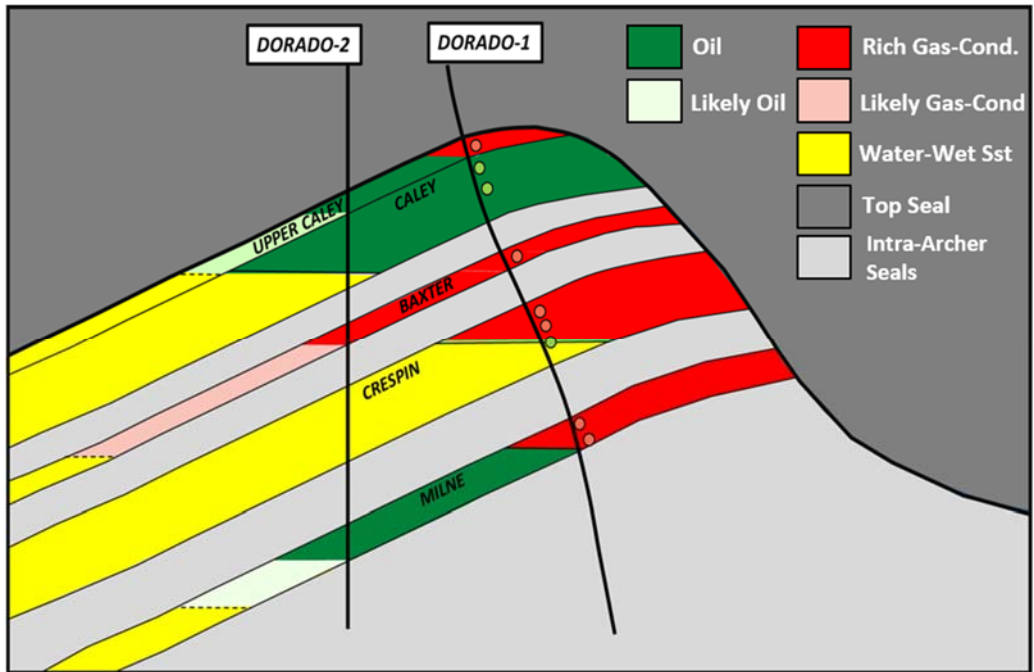 DORADO-2
DORADO-1
Oil
Likely Oil
Rich Gas-Cond.
Likely Gas-Cond
Water-Wet Sst
Top Seal
Intra-Archer
Seals
UPPER CALEY
CALEY
BAXTER
CRESPIN
MILNE